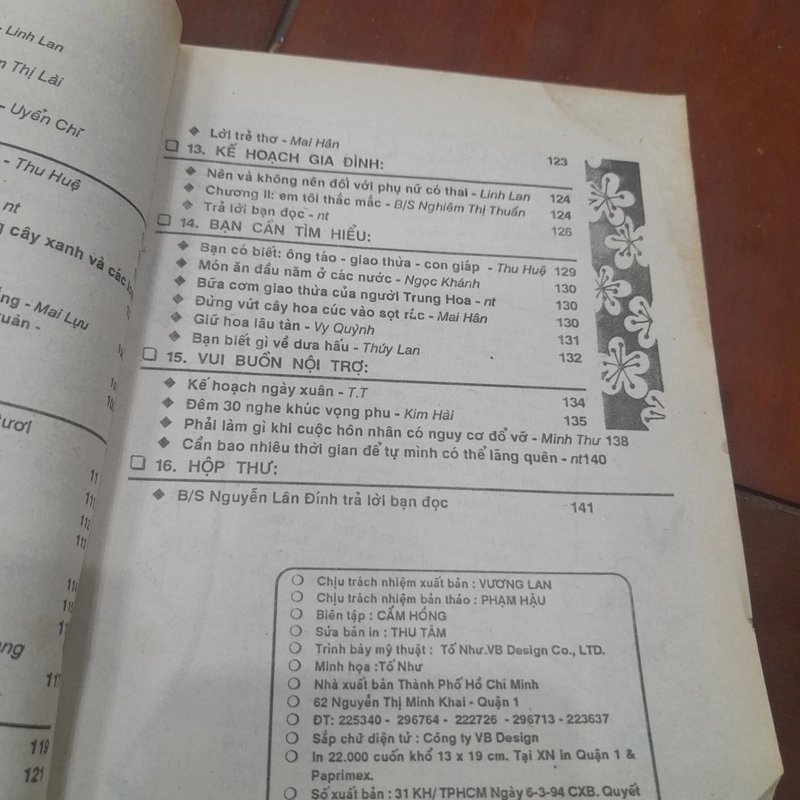 - Linh Lan
Thị Lài
- Uyển Chĩ
- Thu Huệ
- nt
cây xanh và các
- Mai Lựu
xuân -
11
111
112
113
114
119
121
◆ Lời trẻ thơ - Mai Hân 123
❑ 13. KẾ HOẠCH GIA ĐÌNH:
◆ Nên và không nên đối với phụ nữ có thai - Linh Lan 124
◆ Chương II: em tôi thắc mắc - B/S Nghiêm Thị Thuấn 124
◆ Trả lời bạn đọc - nt 126
❑ 14. BẠN CẦN TÌM HIỂU:
◆ Bạn có biết: ông táo - giao thừa - con giáp - Thu Huệ 129
◆ Món ăn đầu năm ở các nước - Ngọc Khánh 130
◆ Bữa cơm giao thừa của người Trung Hoa - nt 130
◆ Đừng vứt cây hoa cúc vào sọt rác - Mai Hân 130
◆ Giữ hoa lâu tàn - Vy Quỳnh 131
◆ Bạn biết gì về dưa hấu - Thúy Lan 132
❑ 15. VUI BUỒN NỘI TRỢ:
◆ Kế hoạch ngày xuân - T.T 134
◆ Đêm 30 nghe khúc vọng phu - Kim Hài 135
◆ Phải làm gì khi cuộc hôn nhân có nguy cơ đổ vỡ - Minh Thư 138
◆ Cần bao nhiêu thời gian để tự mình có thể lãng quên - nt140
❑ 16. HỘP THƯ:
◆ B/S Nguyễn Lân Đính trả lời bạn đọc 141
❍ Chịu trách nhiệm xuất bản : VƯƠNG LAN
❍ Chịu trách nhiệm bản thảo : PHẠM HẬU
❍ Biên tập : CẨM HỒNG
❍ Sửa bản in : THU TÂM
❍ Trình bày mỹ thuật : Tố Như.VB Design Co., LTD.
❍ Minh họa :Tố Như
❍ Nhà xuất bản Thành Phố Hồ Chí Minh
❍ 62 Nguyễn Thị Minh Khai - Quận 1
❍ ĐT: 225340 - 296764 - 222726 - 296713 - 223637
❍ Sắp chữ diện tử : Công ty VB Design
❍ In 22.000 cuốn khổ 13 x 19 cm. Tại XN in Quận 1 &
Paprimex.
❍ Số xuất bản : 31 KH/ TPHCM Ngày 6-3-94 CXB. Quyết